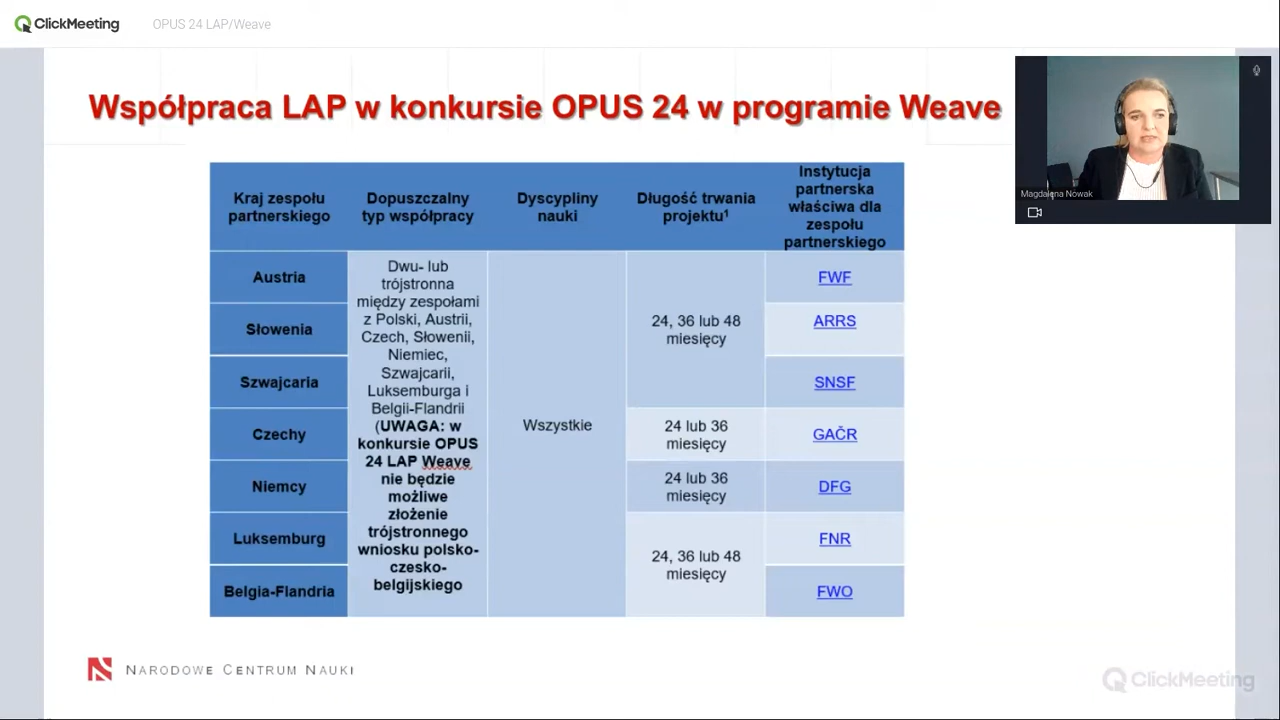 ClickMeeting
OPUS 24 LAP/Weave
Współpraca LAP w konkursie OPUS 24 w programie Weave
Magdalena Nowak
Kraj zespołu
partnerskiego
Dopuszczalny
typ współpracy
Dyscypliny
nauki
Długość trwania
projektu¹
Instytucja
partnerska
właściwa dla
zespołu
partnerskiego
Austria
Słowenia
Szwajcaria
Czechy
Niemcy
Luksemburg
Belgia-Flandria
Dwu- lub
trójstronna
między zespołami
z Polski, Austrii,
Czech, Słowenii,
Niemiec,
Szwajcarii,
Luksemburga i
Belgii-Flandrii
(UWAGA: w
konkursie OPUS
24 LAP Weave
nie będzie
możliwe
złożenie
trójstronnego
wniosku polsko-
czesko-
belgijskiego
Wszystkie
24, 36 lub 48
miesięcy
24 lub 36
miesięcy
24 lub 36
miesięcy
24, 36 lub 48
miesięcy
FWF
ARRS
SNSF
GAČR
DFG
FNR
FWO
NARODOWE CENTRUM NAUKI
ClickMeeting